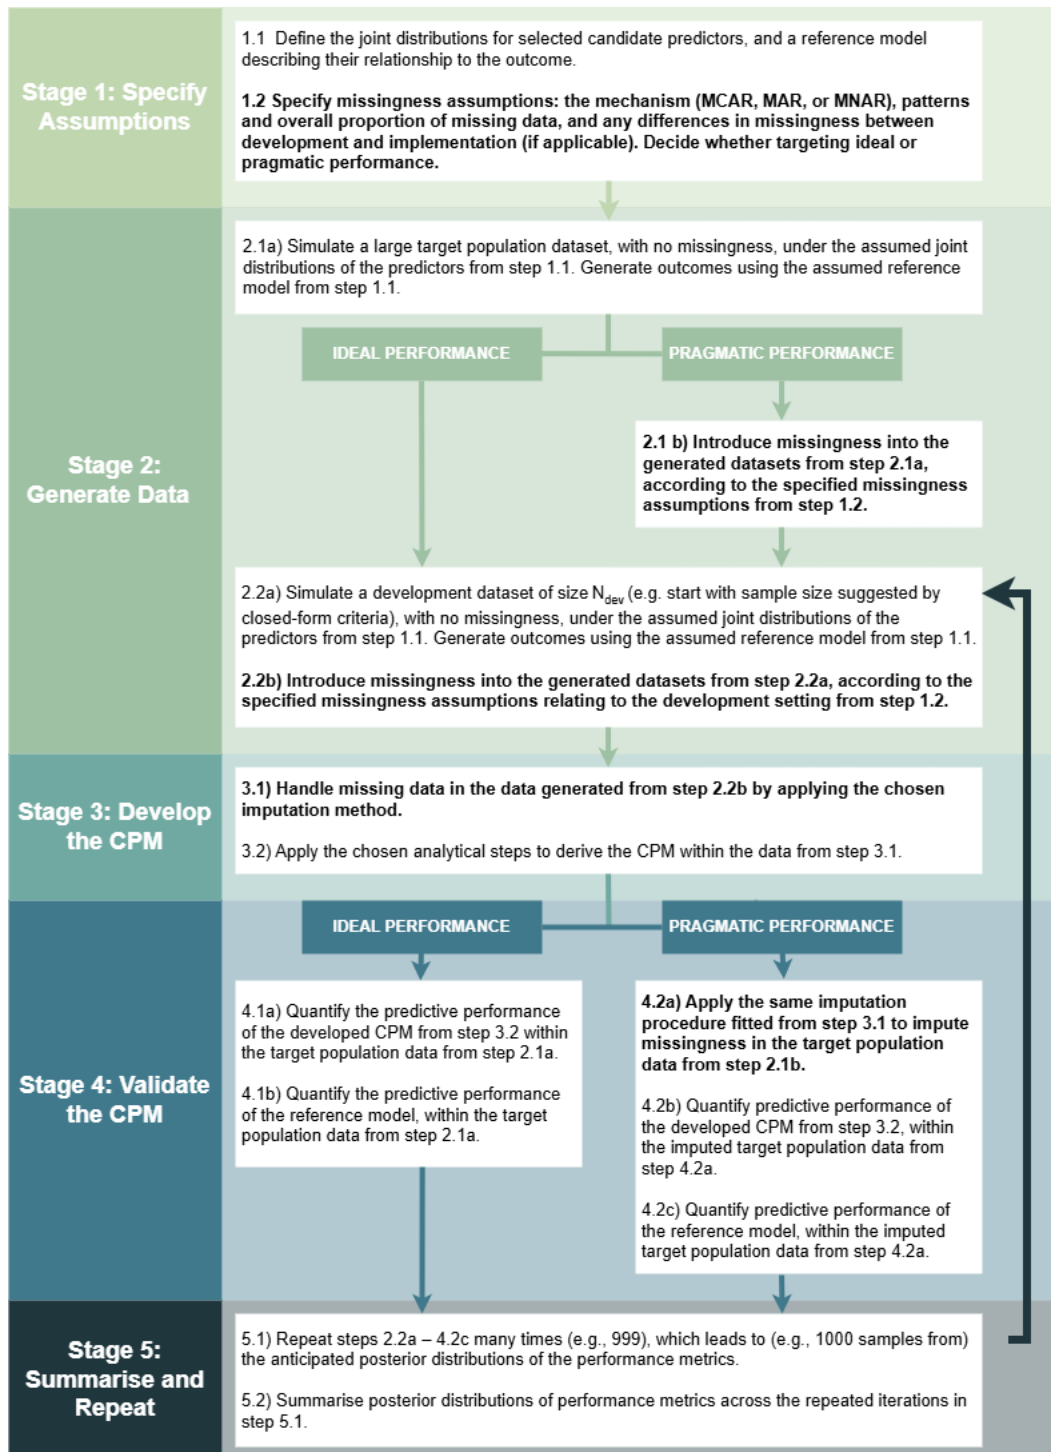 Stage 1: Specify
Assumptions
1.1 Define the joint distributions for selected candidate predictors, and a reference model
describing their relationship to the outcome.
1.2 Specify missingness assumptions: the mechanism (MCAR, MAR, or MNAR), patterns
and overall proportion of missing data, and any differences in missingness between
development and implementation (if applicable). Decide whether targeting ideal or
pragmatic performance.
Stage 2:
Generate Data
2.1a) Simulate a large target population dataset, with no missingness, under the assumed joint
distributions of the predictors from step 1.1. Generate outcomes using the assumed reference
model from step 1.1.
IDEAL PERFORMANCE
PRAGMATIC PERFORMANCE
2.1 b) Introduce missingness into the
generated datasets from step 2.1a,
according to the specified missingness
assumptions from step 1.2.
2.2a) Simulate a development dataset of size N_dev (e.g. start with sample size suggested by
closed-form criteria), with no missingness, under the assumed joint distributions of the
predictors from step 1.1. Generate outcomes using the assumed reference model from step 1.1.
2.2b) Introduce missingness into the generated datasets from step 2.2a, according to the
specified missingness assumptions relating to the development setting from step 1.2.
Stage 3: Develop
the CPM
3.1) Handle missing data in the data generated from step 2.2b by applying the chosen
imputation method.
3.2) Apply the chosen analytical steps to derive the CPM within the data from step 3.1.
Stage 4: Validate
the CPM
IDEAL PERFORMANCE
PRAGMATIC PERFORMANCE
4.1a) Quantify the predictive performance
of the developed CPM from step 3.2 within
the target population data from step 2.1a.
4.1b) Quantify the predictive performance
of the reference model, within the target
population data from step 2.1a.
4.2a) Apply the same imputation
procedure fitted from step 3.1 to impute
missingness in the target population
data from step 2.1b.
4.2b) Quantify predictive performance of
the developed CPM from step 3.2, within
the imputed target population data from
step 4.2a.
4.2c) Quantify predictive performance of
the reference model, within the imputed
target population data from step 4.2a.
Stage 5:
Summarise and
Repeat
5.1) Repeat steps 2.2a – 4.2c many times (e.g., 999), which leads to (e.g., 1000 samples from)
the anticipated posterior distributions of the performance metrics.
5.2) Summarise posterior distributions of performance metrics across the repeated iterations in
step 5.1.